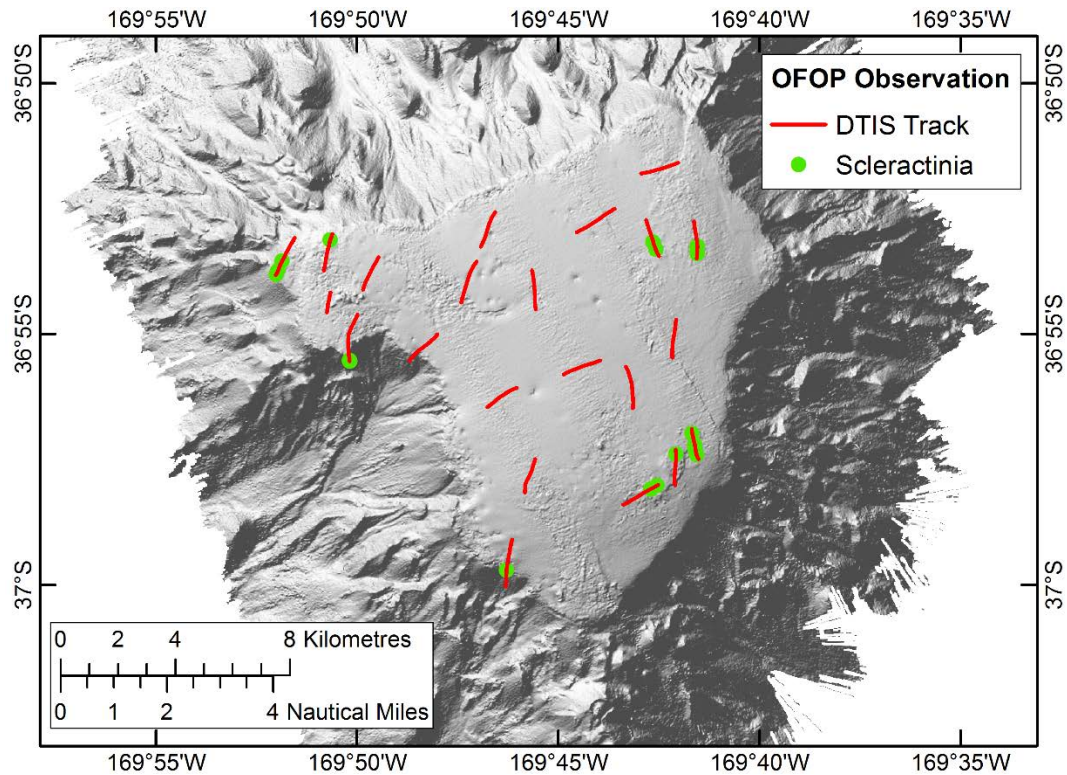 169°55'W 169°50'W 169°45'W 169°40'W 169°35'W
36°50'S 36°50'S
OFOP Observation
DTIS Track
Scleractinia
36°55'S 36°55'S
37°S 37°S
0 2 4 8 Kilometres
0 1 2 4 Nautical Miles
169°55'W 169°50'W 169°45'W 169°40'W 169°35'W